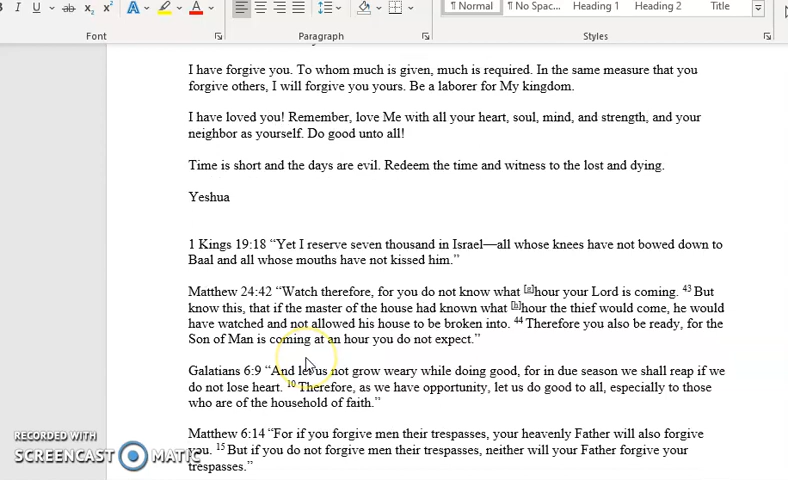 I U ab x₂ x² A A
¶ Normal ¶ No Spac... Heading 1 Heading 2 Title
Font Paragraph Styles
I have forgive you. To whom much is given, much is required. In the same measure that you
forgive others, I will forgive you yours. Be a laborer for My kingdom.
I have loved you! Remember, love Me with all your heart, soul, mind, and strength, and your
neighbor as yourself. Do good unto all!
Time is short and the days are evil. Redeem the time and witness to the lost and dying.
Yeshua
1 Kings 19:18 “Yet I reserve seven thousand in Israel—all whose knees have not bowed down to
Baal and all whose mouths have not kissed him.”
Matthew 24:42 “Watch therefore, for you do not know what [g]hour your Lord is coming. 43 But
know this, that if the master of the house had known what [h]hour the thief would come, he would
have watched and not allowed his house to be broken into. 44 Therefore you also be ready, for the
Son of Man is coming at an hour you do not expect.”
Galatians 6:9 “And let us not grow weary while doing good, for in due season we shall reap if we
do not lose heart. 10 Therefore, as we have opportunity, let us do good to all, especially to those
who are of the household of faith.”
Matthew 6:14 “For if you forgive men their trespasses, your heavenly Father will also forgive
you. 15 But if you do not forgive men their trespasses, neither will your Father forgive your
trespasses.”
RECORDED WITH
SCREENCAST MATIC